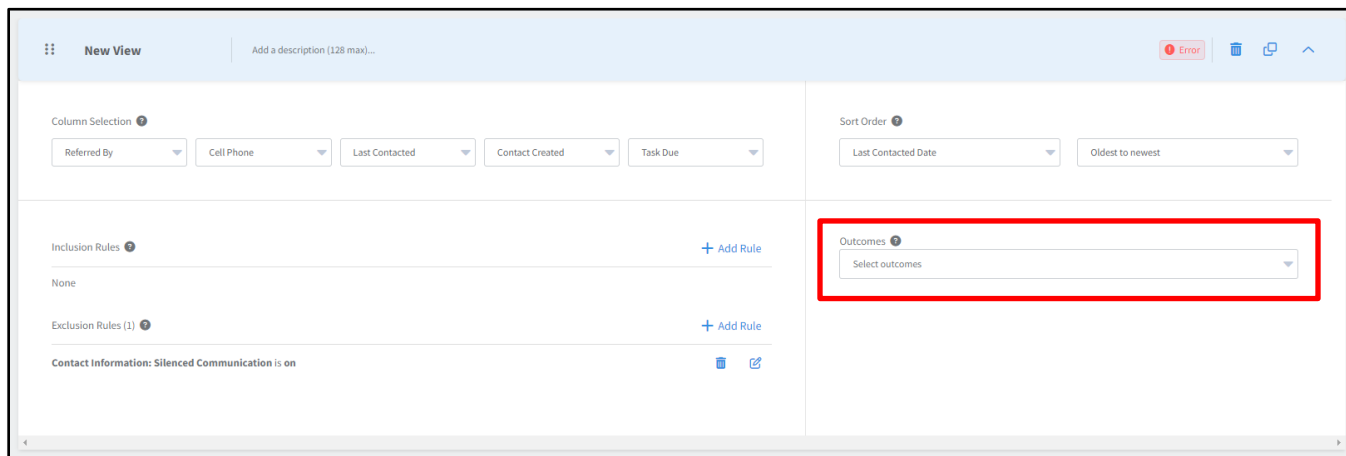 New View
Add a description (128 max)...
Error
Column Selection
Referred By
Cell Phone
Last Contacted
Contact Created
Task Due
Sort Order
Last Contacted Date
Oldest to newest
Inclusion Rules
+ Add Rule
None
Exclusion Rules (1)
+ Add Rule
Contact Information: Silenced Communication is on
Outcomes
Select outcomes